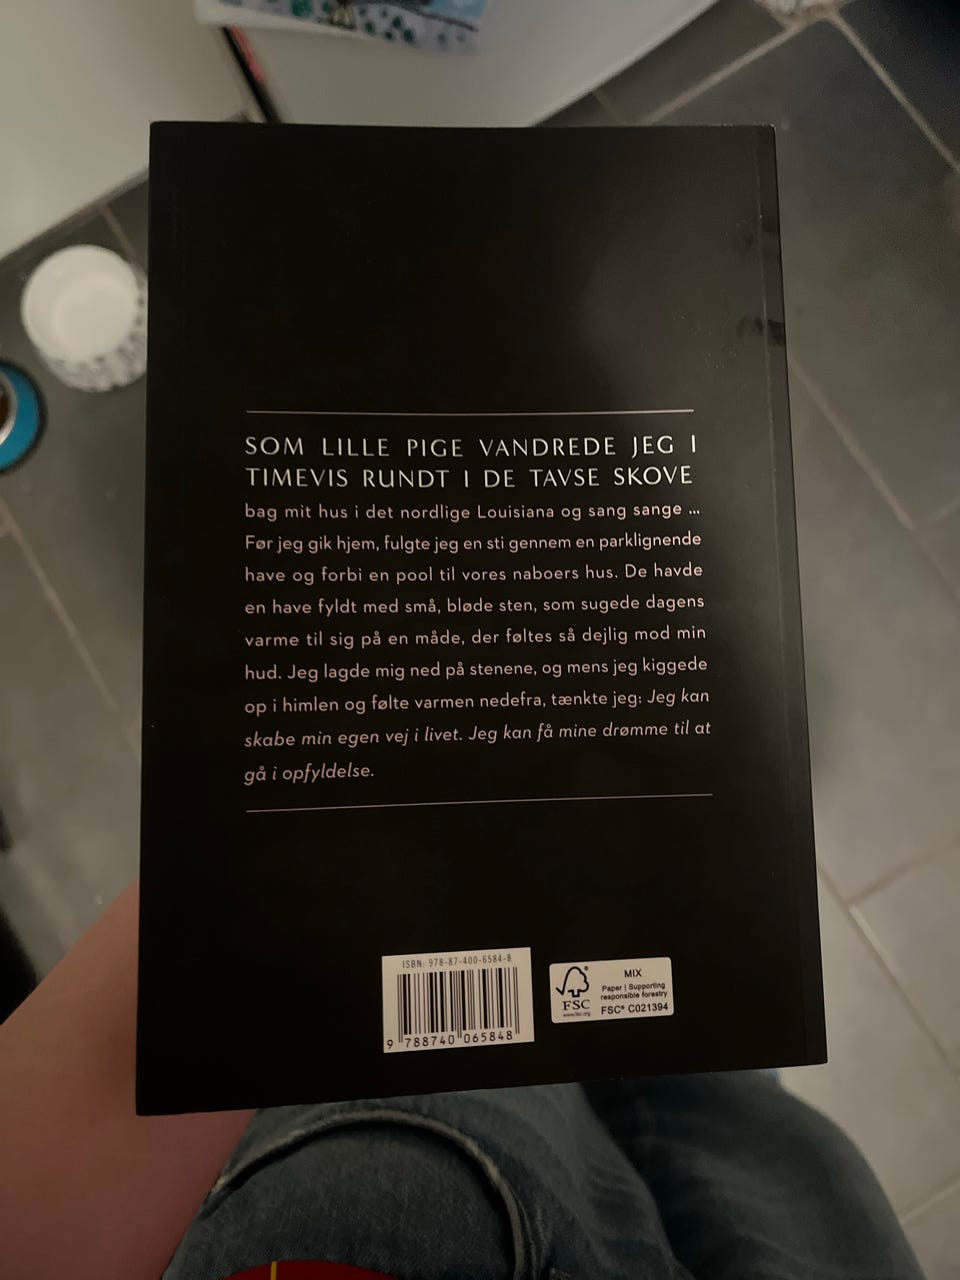 SOM LILLE PIGE VANDREDE JEG I
TIMEVIS RUNDT I DE TAVSE SKOVE
bag mit hus i det nordlige Louisiana og sang sange ...
Før jeg gik hjem, fulgte jeg en sti gennem en parklignende
have og forbi en pool til vores naboers hus. De havde
en have fyldt med små, bløde sten, som sugede dagens
varme til sig på en måde, der føltes så dejlig mod min
hud. Jeg lagde mig ned på stenene, og mens jeg kiggede
op i himlen og følte varmen nedefra, tænkte jeg: Jeg kan
skabe min egen vej i livet. Jeg kan få mine drømme til at
gå i opfyldelse.
ISBN: 978-87-400-6584-8
9 788740 065848
FSC
www.fsc.org
MIX
Paper | Supporting
responsible forestry
FSC® C021394